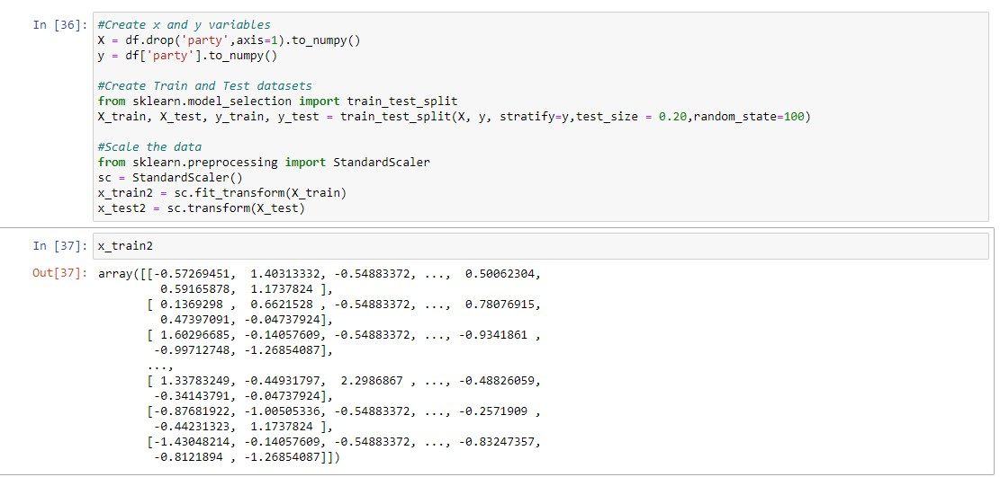 In [36]: #Create x and y variables
X = df.drop('party',axis=1).to_numpy()
y = df['party'].to_numpy()
#Create Train and Test datasets
from sklearn.model_selection import train_test_split
X_train, X_test, y_train, y_test = train_test_split(X, y, stratify=y,test_size = 0.20,random_state=100)
#Scale the data
from sklearn.preprocessing import StandardScaler
sc = StandardScaler()
x_train2 = sc.fit_transform(X_train)
x_test2 = sc.transform(X_test)
In [37]: x_train2
Out[37]: array([[-0.57269451,  1.40313332, -0.54883372, ...,  0.50062304,
0.59165878,  1.1737824 ],
[ 0.1369298 ,  0.6621528 , -0.54883372, ...,  0.78076915,
0.47397091, -0.04737924],
[ 1.60296685, -0.14057609, -0.54883372, ..., -0.9341861 ,
-0.99712748, -1.26854087],
...,
[ 1.33783249, -0.44931797,  2.2986867 , ..., -0.48826059,
-0.34143791, -0.04737924],
[-0.87681922, -1.00505336, -0.54883372, ..., -0.2571909 ,
-0.44231323,  1.1737824 ],
[-1.43048214, -0.14057609, -0.54883372, ..., -0.83247357,
-0.8121894 , -1.26854087]])